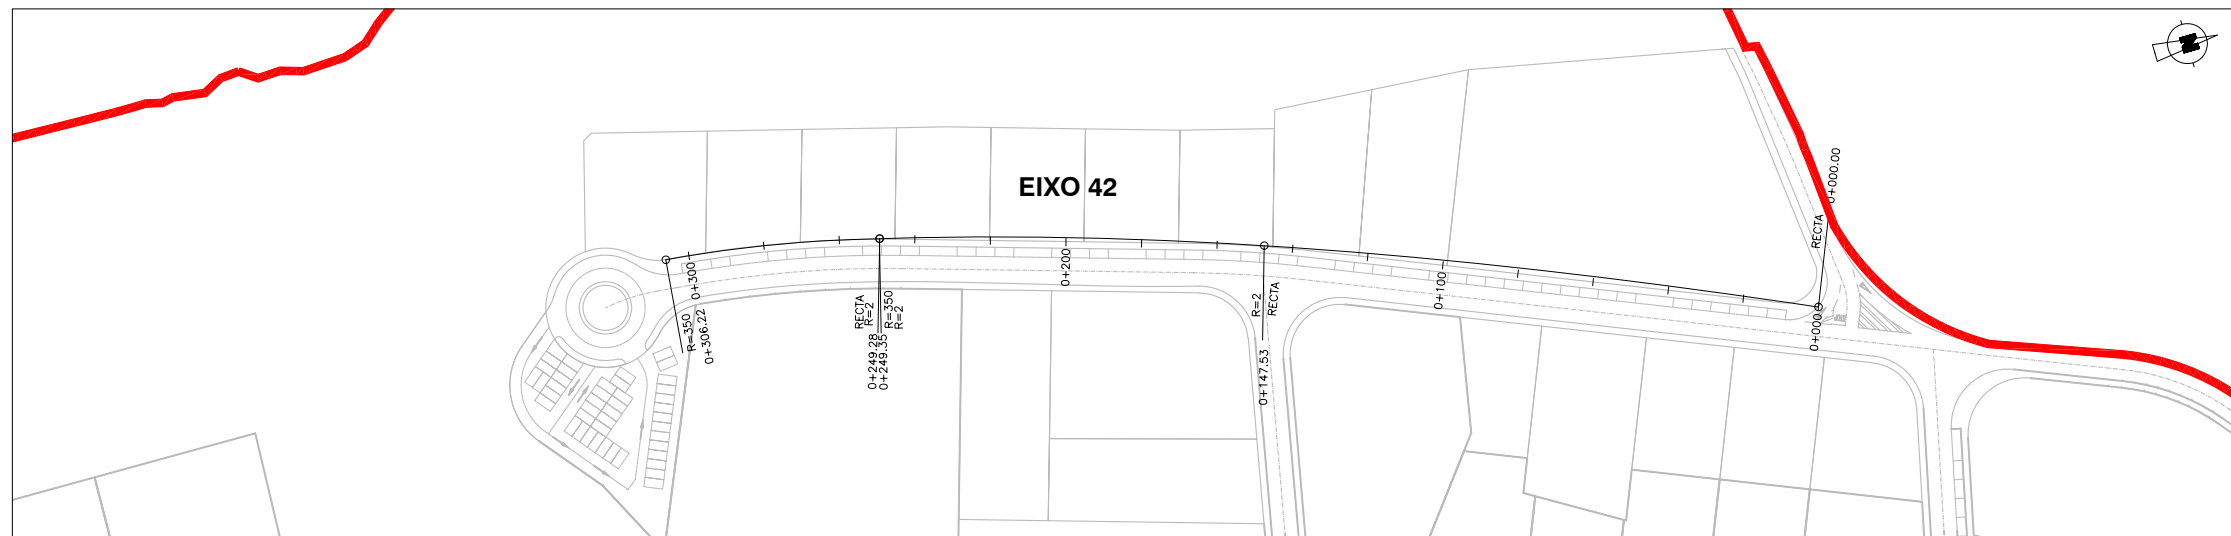 EIXO 42
N
0+000.00
RECTA
0+000
0+100
R=2
RECTA
0+147.53
0+200
RECTA
R=2
R=350
R=2
0+249.28
0+249.35
0+300
R=350
0+306.22